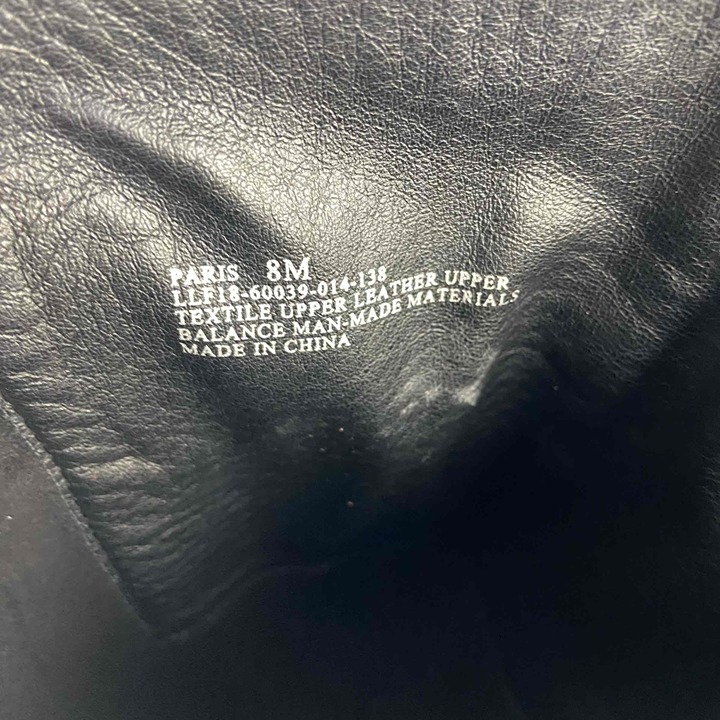 PARIS 8M
LLF18-60039-014-138
TEXTILE UPPER LEATHER UPPER
BALANCE MAN-MADE MATERIALS
MADE IN CHINA